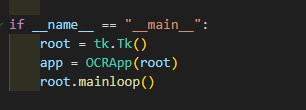 if __name__ == "__main__":
    root = tk.Tk()
    app = OCRApp(root)
    root.mainloop()